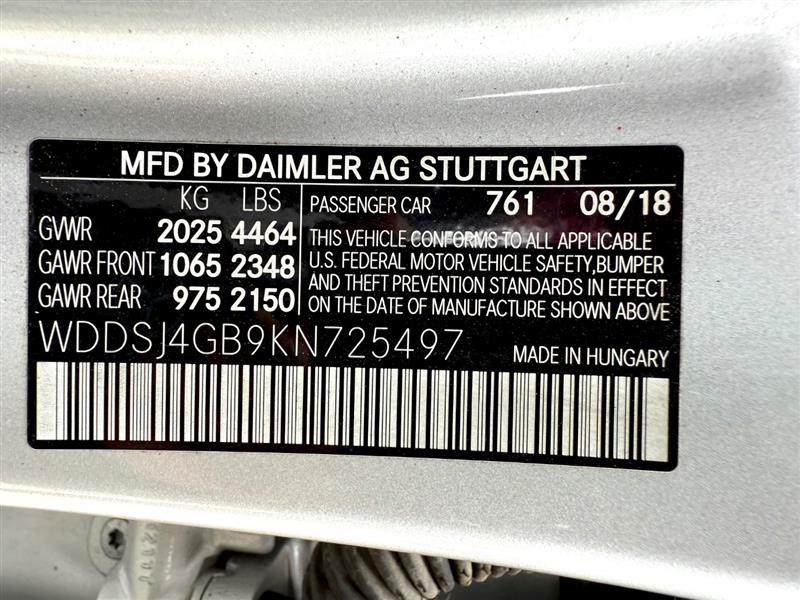 MFD BY DAIMLER AG STUTTGART
KG LBS
GVWR 2025 4464
GAWR FRONT 1065 2348
GAWR REAR 975 2150
PASSENGER CAR 761 08/18
THIS VEHICLE CONFORMS TO ALL APPLICABLE
U.S. FEDERAL MOTOR VEHICLE SAFETY, BUMPER
AND THEFT PREVENTION STANDARDS IN EFFECT
ON THE DATE OF MANUFACTURE SHOWN ABOVE
WDDSJ4GB9KN725497
MADE IN HUNGARY